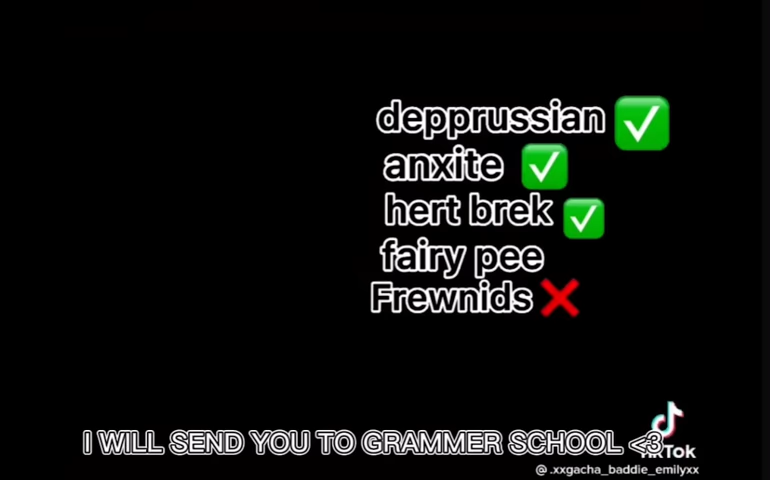 depprussian ✅
anxite ✅
hert brek ✅
fairy pee
Frewnids ❌
I WILL SEND YOU TO GRAMMER SCHOOL <3
TikTok
@.xxgacha_baddie_emilyxx